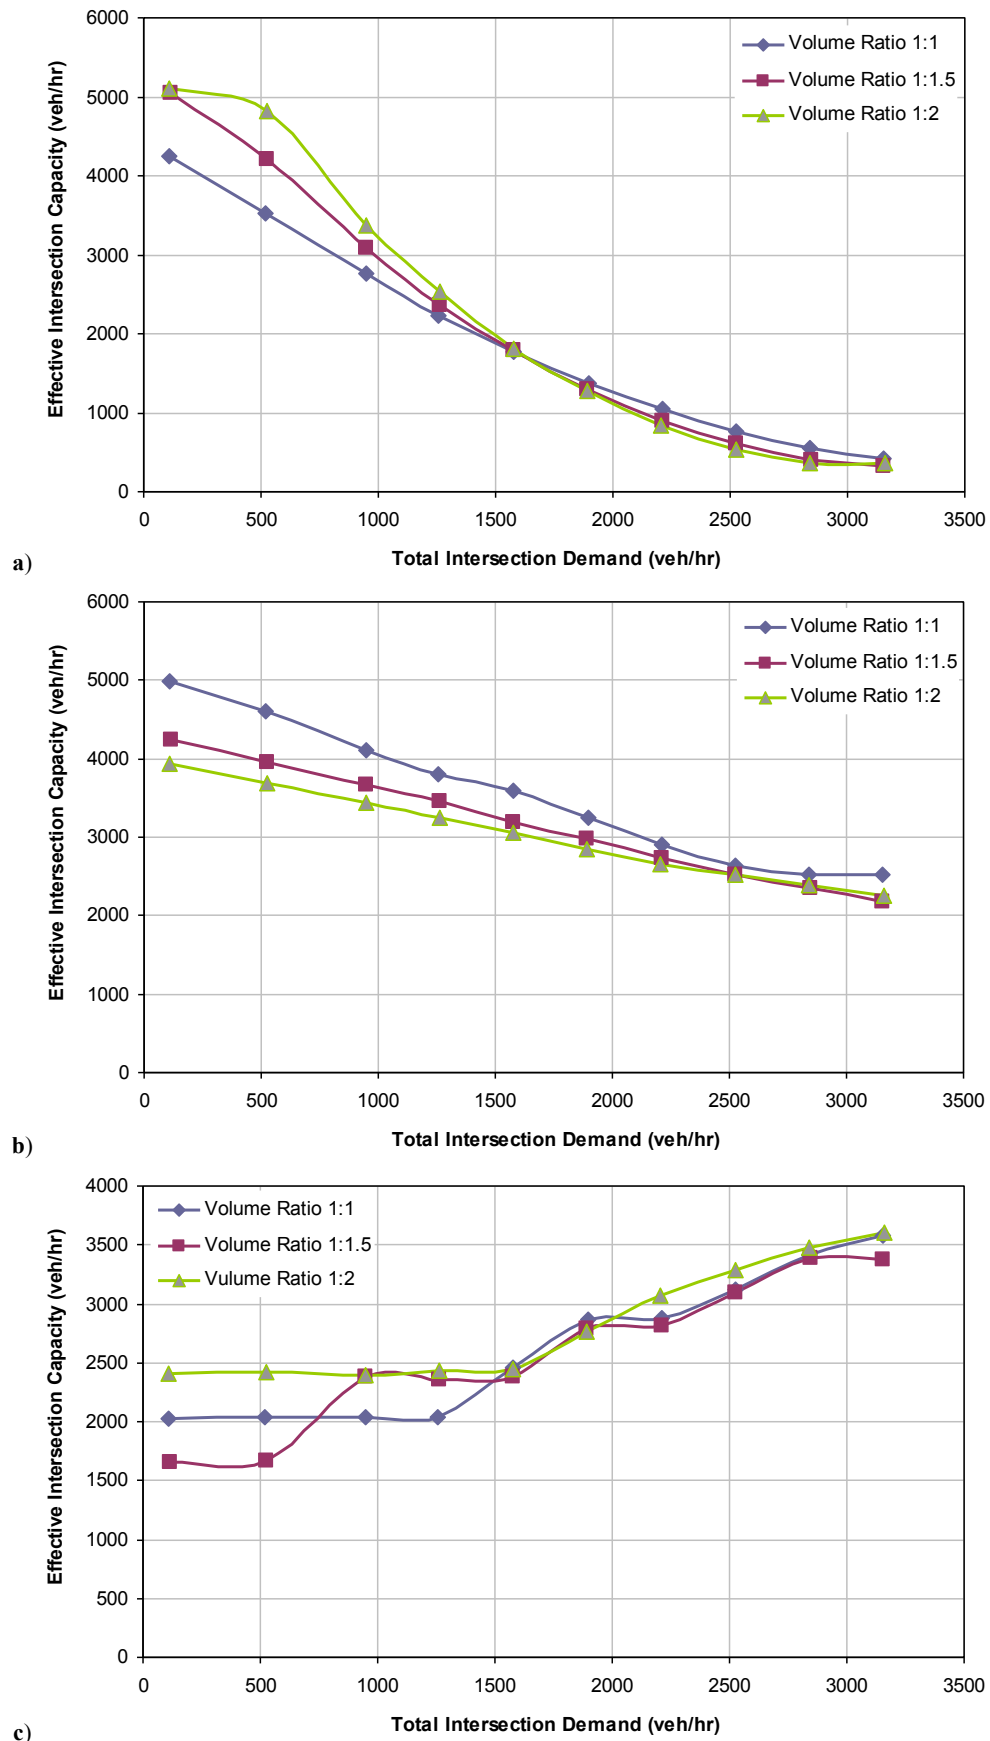 6000
5000
4000
3000
2000
1000
0
Effective Intersection Capacity (veh/hr)
Volume Ratio 1:1
Volume Ratio 1:1.5
Volume Ratio 1:2
0 500 1000 1500 2000 2500 3000 3500
Total Intersection Demand (veh/hr)
a)
6000
5000
4000
3000
2000
1000
0
Effective Intersection Capacity (veh/hr)
Volume Ratio 1:1
Volume Ratio 1:1.5
Volume Ratio 1:2
0 500 1000 1500 2000 2500 3000 3500
Total Intersection Demand (veh/hr)
b)
4000
3500
3000
2500
2000
1500
1000
500
0
Effective Intersection Capacity (veh/hr)
Volume Ratio 1:1
Volume Ratio 1:1.5
Vulume Ratio 1:2
0 500 1000 1500 2000 2500 3000 3500
Total Intersection Demand (veh/hr)
c)